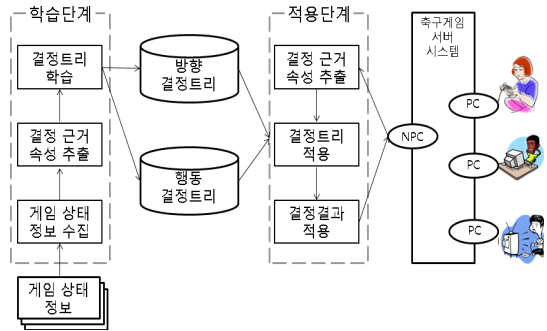 학습단계
결정트리
학습
결정 근거
속성 추출
게임 상태
정보 수집
게임 상태
정보
방향
결정트리
행동
결정트리
적용단계
결정 근거
속성 추출
결정트리
적용
결정결과
적용
축구게임
서버
시스템
NPC
PC
PC
PC